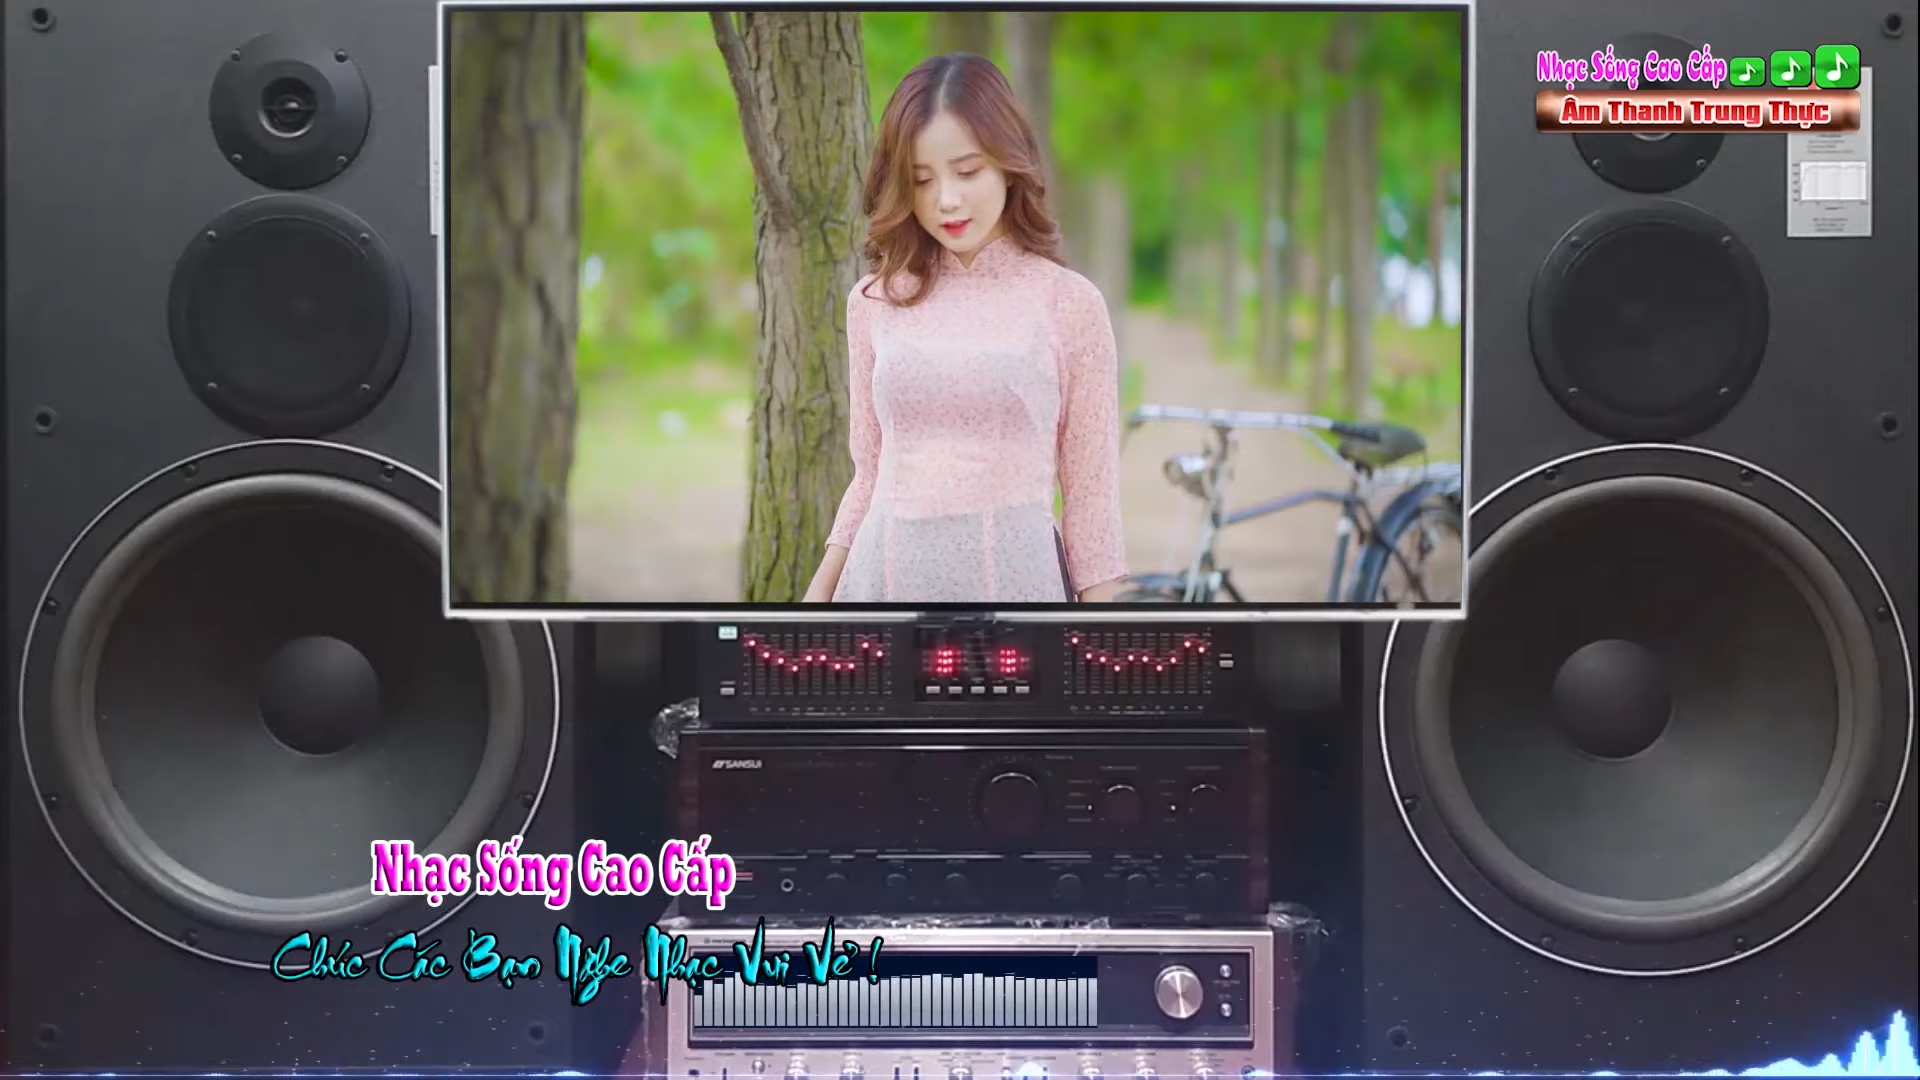 Nhạc Sống Cao Cấp
Âm Thanh Trung Thực
SANSUI
Nhạc Sống Cao Cấp
Chúc Các Bạn Nghe Nhạc Vui Vẻ !